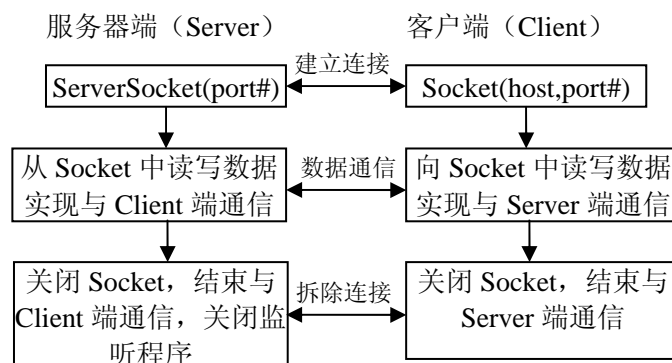 服务器端（Server）
客户端（Client）
建立连接
ServerSocket(port#)
Socket(host,port#)
从 Socket 中读写数据
实现与 Client 端通信
数据通信
向 Socket 中读写数据
实现与 Server 端通信
关闭 Socket，结束与
Client 端通信，关闭监
听程序
拆除连接
关闭 Socket，结束与
Server 端通信